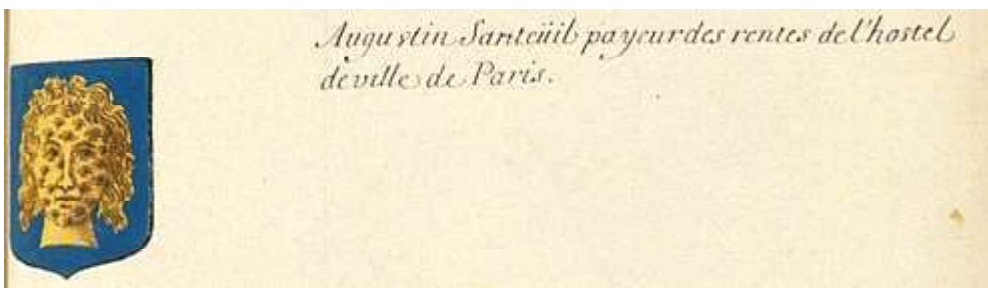 Augustin Santeüil payeur des rentes de l'hostel
de ville de Paris.